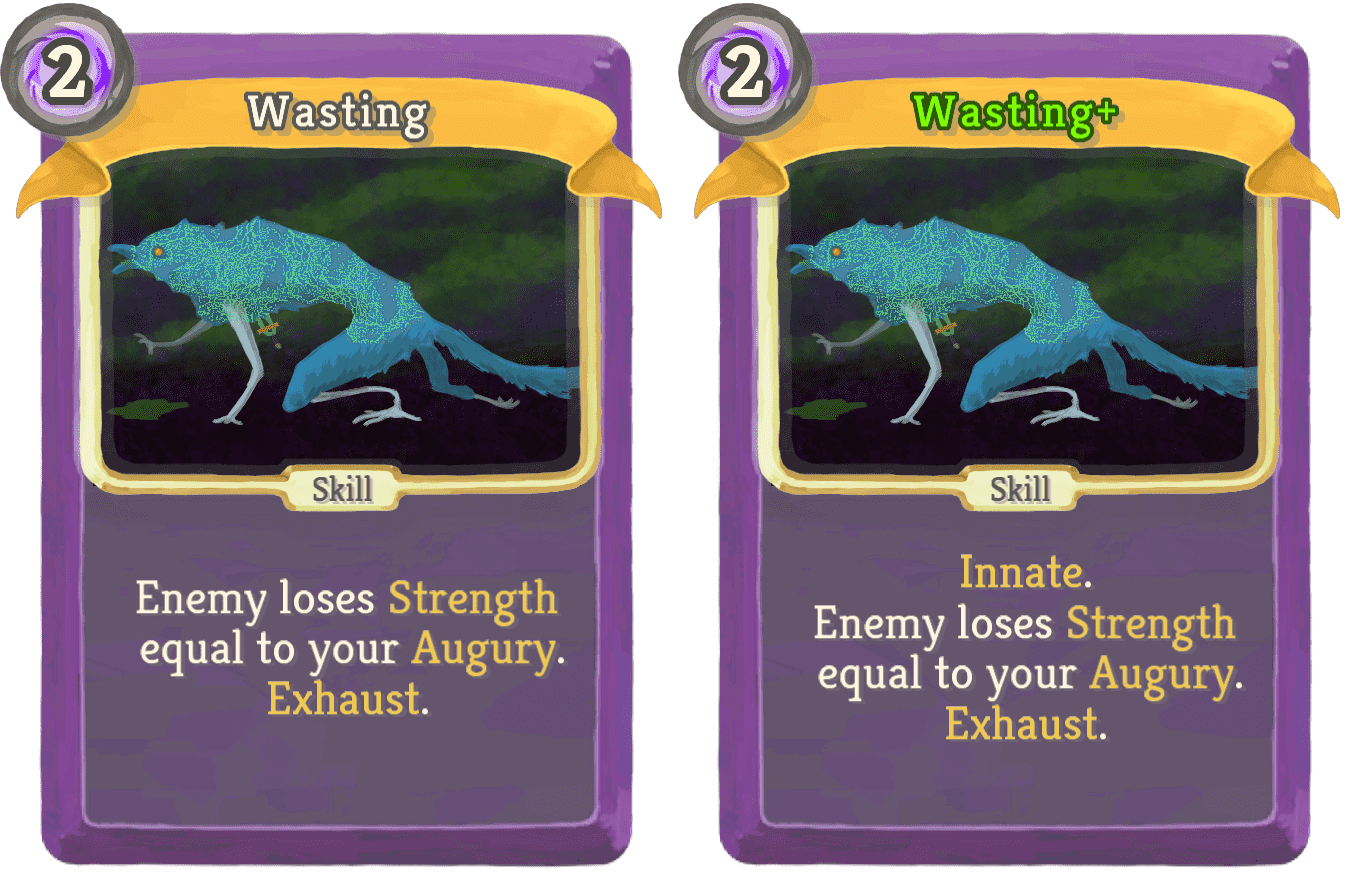 2
Wasting
Skill
Enemy loses Strength
equal to your Augury.
Exhaust.
2
Wasting+
Skill
Innate.
Enemy loses Strength
equal to your Augury.
Exhaust.